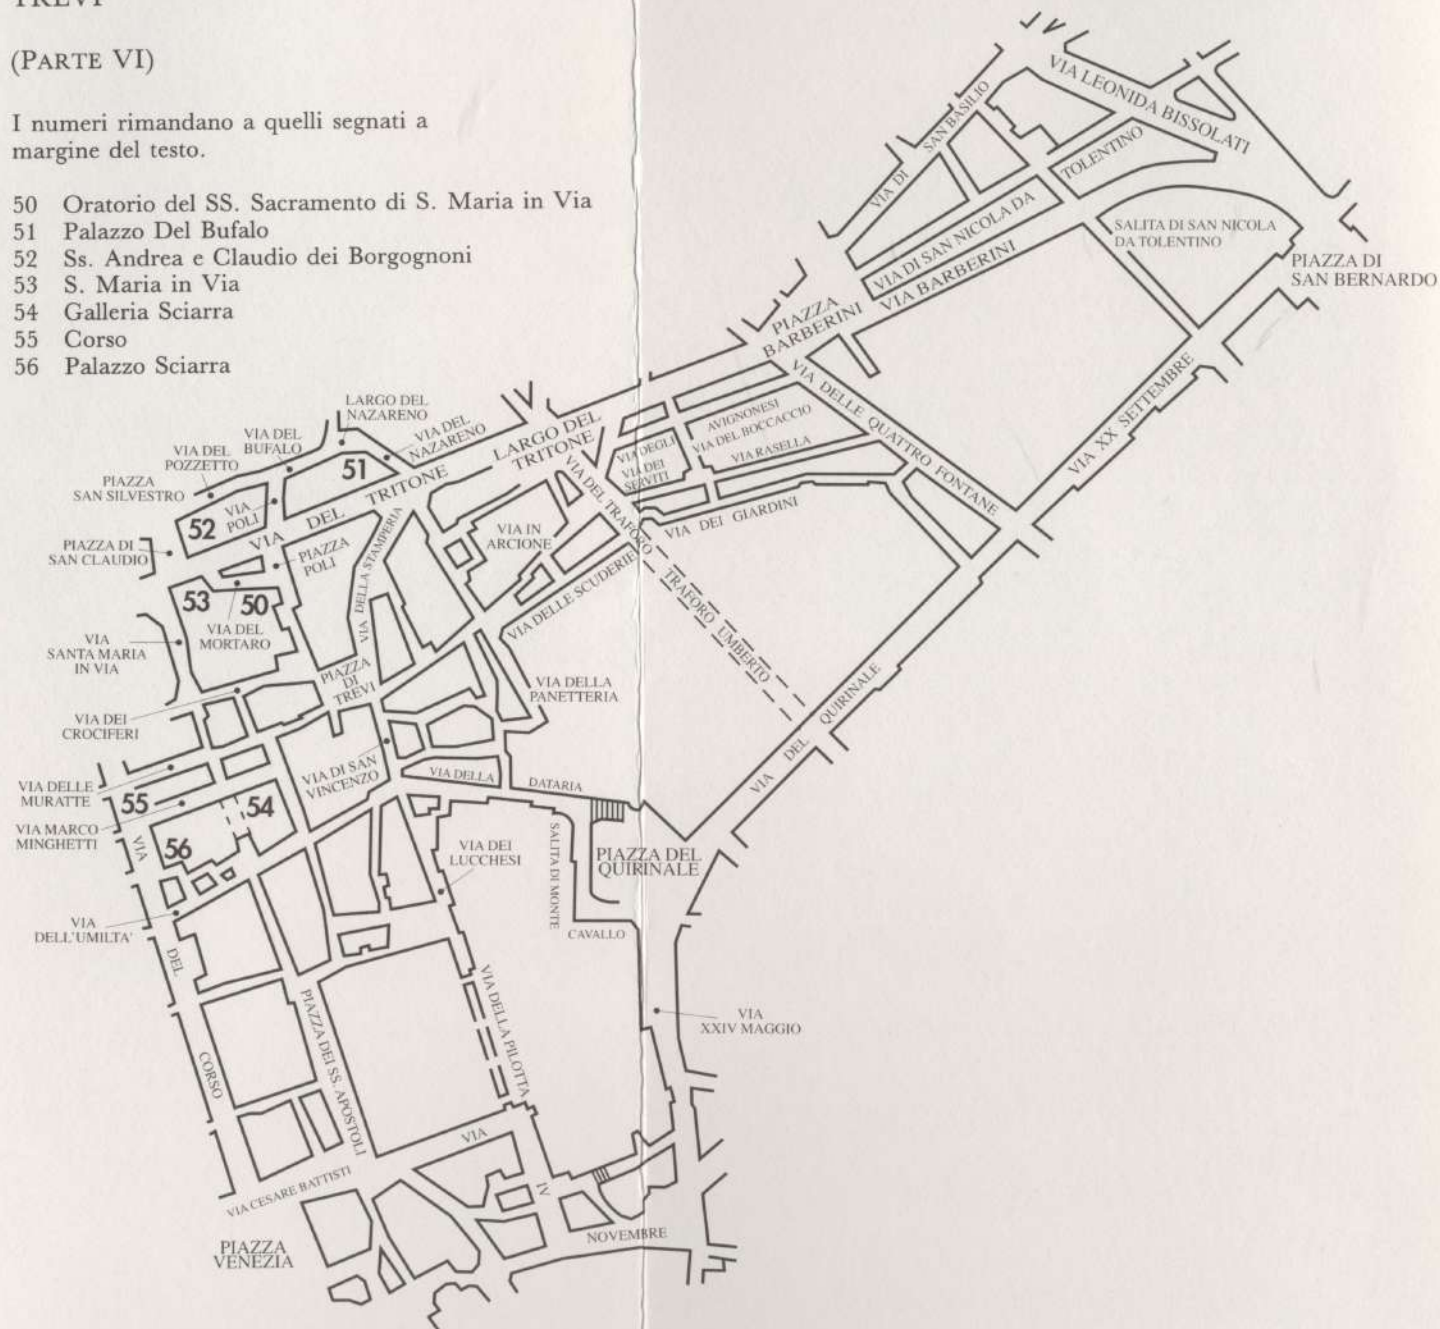 TREVI
(PARTE VI)
I numeri rimandano a quelli segnati a
margine del testo.
50 Oratorio del SS. Sacramento di S. Maria in Via
51 Palazzo Del Bufalo
52 Ss. Andrea e Claudio dei Borgognoni
53 S. Maria in Via
54 Galleria Sciarra
55 Corso
56 Palazzo Sciarra
VIA LEONIDA BISSOLATI
VIA DI SAN BASILIO
TOLENTINO
VIA DI SAN NICOLA DA
VIA BARBERINI
SALITA DI SAN NICOLA
DA TOLENTINO
PIAZZA DI
SAN BERNARDO
PIAZZA
BARBERINI
VIA DELLE QUATTRO FONTANE
VIA XX SETTEMBRE
LARGO DEL
NAZARENO
VIA DEL
NAZARENO
LARGO DEL
TRITONE
VIA DEL
BUFALO
VIA DEL
POZZETTO
PIAZZA
SAN SILVESTRO
51
52
VIA
POLI
VIA DEL TRITONE
VIA DEGLI
AVIGNONESI
VIA DEL BOCCACCIO
VIA RASELLA
VIA DEI
SERVITI
VIA DEI GIARDINI
VIA DEL TRAFORO
TRAFORO UMBERTO
VIA IN
ARCIONE
VIA DELLE SCUDERIE
VIA DELLA STAMPERIA
PIAZZA
POLI
PIAZZA DI
SAN CLAUDIO
53
50
VIA DEL
MORTARO
VIA
SANTA MARIA
IN VIA
PIAZZA
DI
TREVI
VIA DELLA
PANETTERIA
VIA DEI
CROCIFERI
VIA DI SAN
VINCENZO
VIA DELLA
DATARIA
VIA DEL QUIRINALE
VIA DELLE
MURATTE
55
54
VIA MARCO
MINGHETTI
56
VIA DEI
LUCCHESI
SALITA DI MONTE
CAVALLO
PIAZZA DEL
QUIRINALE
VIA
DELL'UMILTA'
VIA
DEL
CORSO
PIAZZA DEI SS. APOSTOLI
VIA DELLA PILOTTA
VIA
XXIV MAGGIO
VIA
IV
NOVEMBRE
VIA CESARE BATTISTI
PIAZZA
VENEZIA